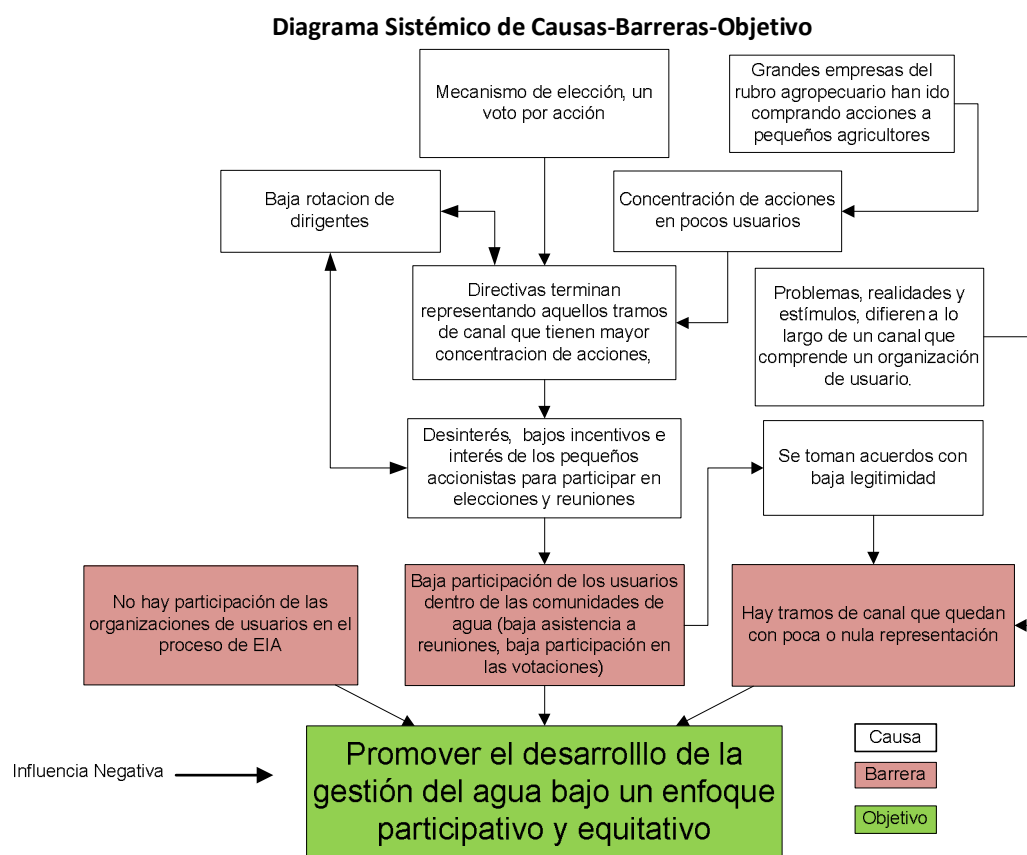 Diagrama Sistémico de Causas-Barreras-Objetivo
Mecanismo de elección, un
voto por acción
Grandes empresas del
rubro agropecuario han ido
comprando acciones a
pequeños agricultores
Baja rotacion de
dirigentes
Concentración de acciones
en pocos usuarios
Directivas terminan
representando aquellos tramos
de canal que tienen mayor
concentracion de acciones,
Problemas, realidades y
estímulos, difieren a lo
largo de un canal que
comprende un organización
de usuario.
Desinterés, bajos incentivos e
interés de los pequeños
accionistas para participar en
elecciones y reuniones
Se toman acuerdos con
baja legitimidad
No hay participación de las
organizaciones de usuarios en el
proceso de EIA
Baja participación de los usuarios
dentro de las comunidades de
agua (baja asistencia a
reuniones, baja participación en
las votaciones)
Hay tramos de canal que quedan
con poca o nula representación
Promover el desarrolllo de la
gestión del agua bajo un enfoque
participativo y equitativo
Influencia Negativa
Causa
Barrera
Objetivo